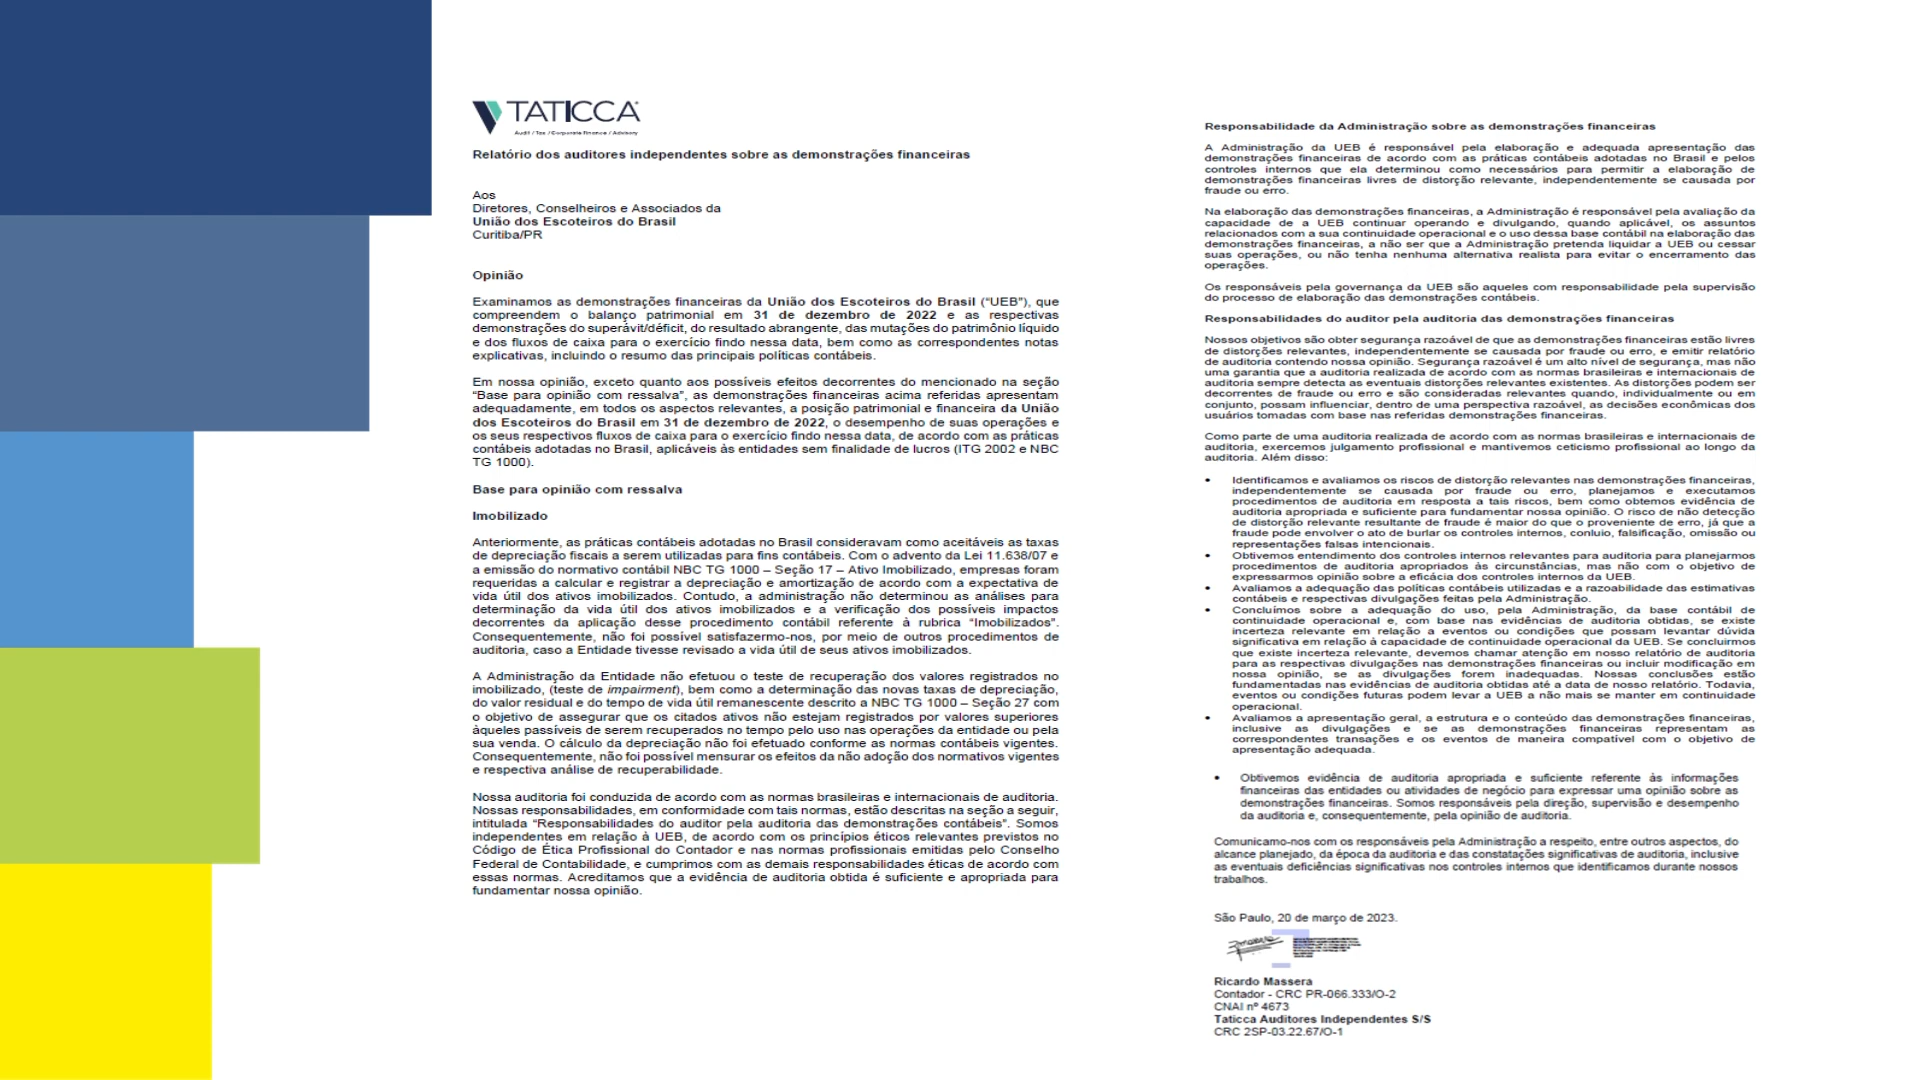 TATICCA
Audit / Tax / Corporate Finance / Advisory
Relatório dos auditores independentes sobre as demonstrações financeiras
Aos
Diretores, Conselheiros e Associados da
União dos Escoteiros do Brasil
Curitiba/PR
Opinião
Examinamos as demonstrações financeiras da União dos Escoteiros do Brasil (“UEB”), que
compreendem o balanço patrimonial em 31 de dezembro de 2022 e as respectivas
demonstrações do superávit/déficit, do resultado abrangente, das mutações do patrimônio líquido
e dos fluxos de caixa para o exercício findo nessa data, bem como as correspondentes notas
explicativas, incluindo o resumo das principais políticas contábeis.
Em nossa opinião, exceto quanto aos possíveis efeitos decorrentes do mencionado na seção
“Base para opinião com ressalva”, as demonstrações financeiras acima referidas apresentam
adequadamente, em todos os aspectos relevantes, a posição patrimonial e financeira da União
dos Escoteiros do Brasil em 31 de dezembro de 2022, o desempenho de suas operações e
os seus respectivos fluxos de caixa para o exercício findo nessa data, de acordo com as práticas
contábeis adotadas no Brasil, aplicáveis às entidades sem finalidade de lucros (ITG 2002 e NBC
TG 1000).
Base para opinião com ressalva
Imobilizado
Anteriormente, as práticas contábeis adotadas no Brasil consideravam como aceitáveis as taxas
de depreciação fiscais a serem utilizadas para fins contábeis. Com o advento da Lei 11.638/07 e
a emissão do normativo contábil NBC TG 1000 – Seção 17 – Ativo Imobilizado, empresas foram
requeridas a calcular e registrar a depreciação e amortização de acordo com a expectativa de
vida útil dos ativos imobilizados. Contudo, a administração não determinou as análises para
determinação da vida útil dos ativos imobilizados e a verificação dos possíveis impactos
decorrentes da aplicação desse procedimento contábil referente à rubrica “Imobilizados”.
Consequentemente, não foi possível satisfazermo-nos, por meio de outros procedimentos de
auditoria, caso a Entidade tivesse revisado a vida útil de seus ativos imobilizados.
A Administração da Entidade não efetuou o teste de recuperação dos valores registrados no
imobilizado, (teste de impairment), bem como a determinação das novas taxas de depreciação,
do valor residual e do tempo de vida útil remanescente descrito a NBC TG 1000 – Seção 27 com
o objetivo de assegurar que os citados ativos não estejam registrados por valores superiores
àqueles passíveis de serem recuperados no tempo pelo uso nas operações da entidade ou pela
sua venda. O cálculo da depreciação não foi efetuado conforme as normas contábeis vigentes.
Consequentemente, não foi possível mensurar os efeitos da não adoção dos normativos vigentes
e respectiva análise de recuperabilidade.
Nossa auditoria foi conduzida de acordo com as normas brasileiras e internacionais de auditoria.
Nossas responsabilidades, em conformidade com tais normas, estão descritas na seção a seguir,
intitulada “Responsabilidades do auditor pela auditoria das demonstrações contábeis”. Somos
independentes em relação à UEB, de acordo com os princípios éticos relevantes previstos no
Código de Ética Profissional do Contador e nas normas profissionais emitidas pelo Conselho
Federal de Contabilidade, e cumprimos com as demais responsabilidades éticas de acordo com
essas normas. Acreditamos que a evidência de auditoria obtida é suficiente e apropriada para
fundamentar nossa opinião.
Responsabilidade da Administração sobre as demonstrações financeiras
A Administração da UEB é responsável pela elaboração e adequada apresentação das
demonstrações financeiras de acordo com as práticas contábeis adotadas no Brasil e pelos
controles internos que ela determinou como necessários para permitir a elaboração de
demonstrações financeiras livres de distorção relevante, independentemente se causada por
fraude ou erro.
Na elaboração das demonstrações financeiras, a Administração é responsável pela avaliação da
capacidade de a UEB continuar operando e divulgando, quando aplicável, os assuntos
relacionados com a sua continuidade operacional e o uso dessa base contábil na elaboração das
demonstrações financeiras, a não ser que a Administração pretenda liquidar a UEB ou cessar
suas operações, ou não tenha nenhuma alternativa realista para evitar o encerramento das
operações.
Os responsáveis pela governança da UEB são aqueles com responsabilidade pela supervisão
do processo de elaboração das demonstrações contábeis.
Responsabilidades do auditor pela auditoria das demonstrações financeiras
Nossos objetivos são obter segurança razoável de que as demonstrações financeiras estão livres
de distorções relevantes, independentemente se causada por fraude ou erro, e emitir relatório
de auditoria contendo nossa opinião. Segurança razoável é um alto nível de segurança, mas não
uma garantia que a auditoria realizada de acordo com as normas brasileiras e internacionais de
auditoria sempre detecta as eventuais distorções relevantes existentes. As distorções podem ser
decorrentes de fraude ou erro e são consideradas relevantes quando, individualmente ou em
conjunto, possam influenciar, dentro de uma perspectiva razoável, as decisões econômicas dos
usuários tomadas com base nas referidas demonstrações financeiras.
Como parte de uma auditoria realizada de acordo com as normas brasileiras e internacionais de
auditoria, exercemos julgamento profissional e mantivemos ceticismo profissional ao longo da
auditoria. Além disso:
• Identificamos e avaliamos os riscos de distorção relevantes nas demonstrações financeiras,
independentemente se causada por fraude ou erro, planejamos e executamos
procedimentos de auditoria em resposta a tais riscos, bem como obtemos evidência de
auditoria apropriada e suficiente para fundamentar nossa opinião. O risco de não detecção
de distorção relevante resultante de fraude é maior do que o proveniente de erro, já que a
fraude pode envolver o ato de burlar os controles internos, conluio, falsificação, omissão ou
representações falsas intencionais.
• Obtivemos entendimento dos controles internos relevantes para auditoria para planejarmos
procedimentos de auditoria apropriados às circunstâncias, mas não com o objetivo de
expressarmos opinião sobre a eficácia dos controles internos da UEB.
• Avaliamos a adequação das políticas contábeis utilizadas e a razoabilidade das estimativas
contábeis e respectivas divulgações feitas pela Administração.
• Concluímos sobre a adequação do uso, pela Administração, da base contábil de
continuidade operacional e, com base nas evidências de auditoria obtidas, se existe
incerteza relevante em relação a eventos ou condições que possam levantar dúvida
significativa em relação à capacidade de continuidade operacional da UEB. Se concluirmos
que existe incerteza relevante, devemos chamar atenção em nosso relatório de auditoria
para as respectivas divulgações nas demonstrações financeiras ou incluir modificação em
nossa opinião, se as divulgações forem inadequadas. Nossas conclusões estão
fundamentadas nas evidências de auditoria obtidas até a data de nosso relatório. Todavia,
eventos ou condições futuras podem levar a UEB a não mais se manter em continuidade
operacional.
• Avaliamos a apresentação geral, a estrutura e o conteúdo das demonstrações financeiras,
inclusive as divulgações e se as demonstrações financeiras representam as
correspondentes transações e os eventos de maneira compatível com o objetivo de
apresentação adequada.
• Obtivemos evidência de auditoria apropriada e suficiente referente às informações
financeiras das entidades ou atividades de negócio para expressar uma opinião sobre as
demonstrações financeiras. Somos responsáveis pela direção, supervisão e desempenho
da auditoria e, consequentemente, pela opinião de auditoria.
Comunicamo-nos com os responsáveis pela Administração a respeito, entre outros aspectos, do
alcance planejado, da época da auditoria e das constatações significativas de auditoria, inclusive
as eventuais deficiências significativas nos controles internos que identificamos durante nossos
trabalhos.
São Paulo, 20 de março de 2023.
Ricardo Massera
Contador - CRC PR-066.333/O-2
CNAI nº 4673
Taticca Auditores Independentes S/S
CRC 2SP-03.22.67/O-1